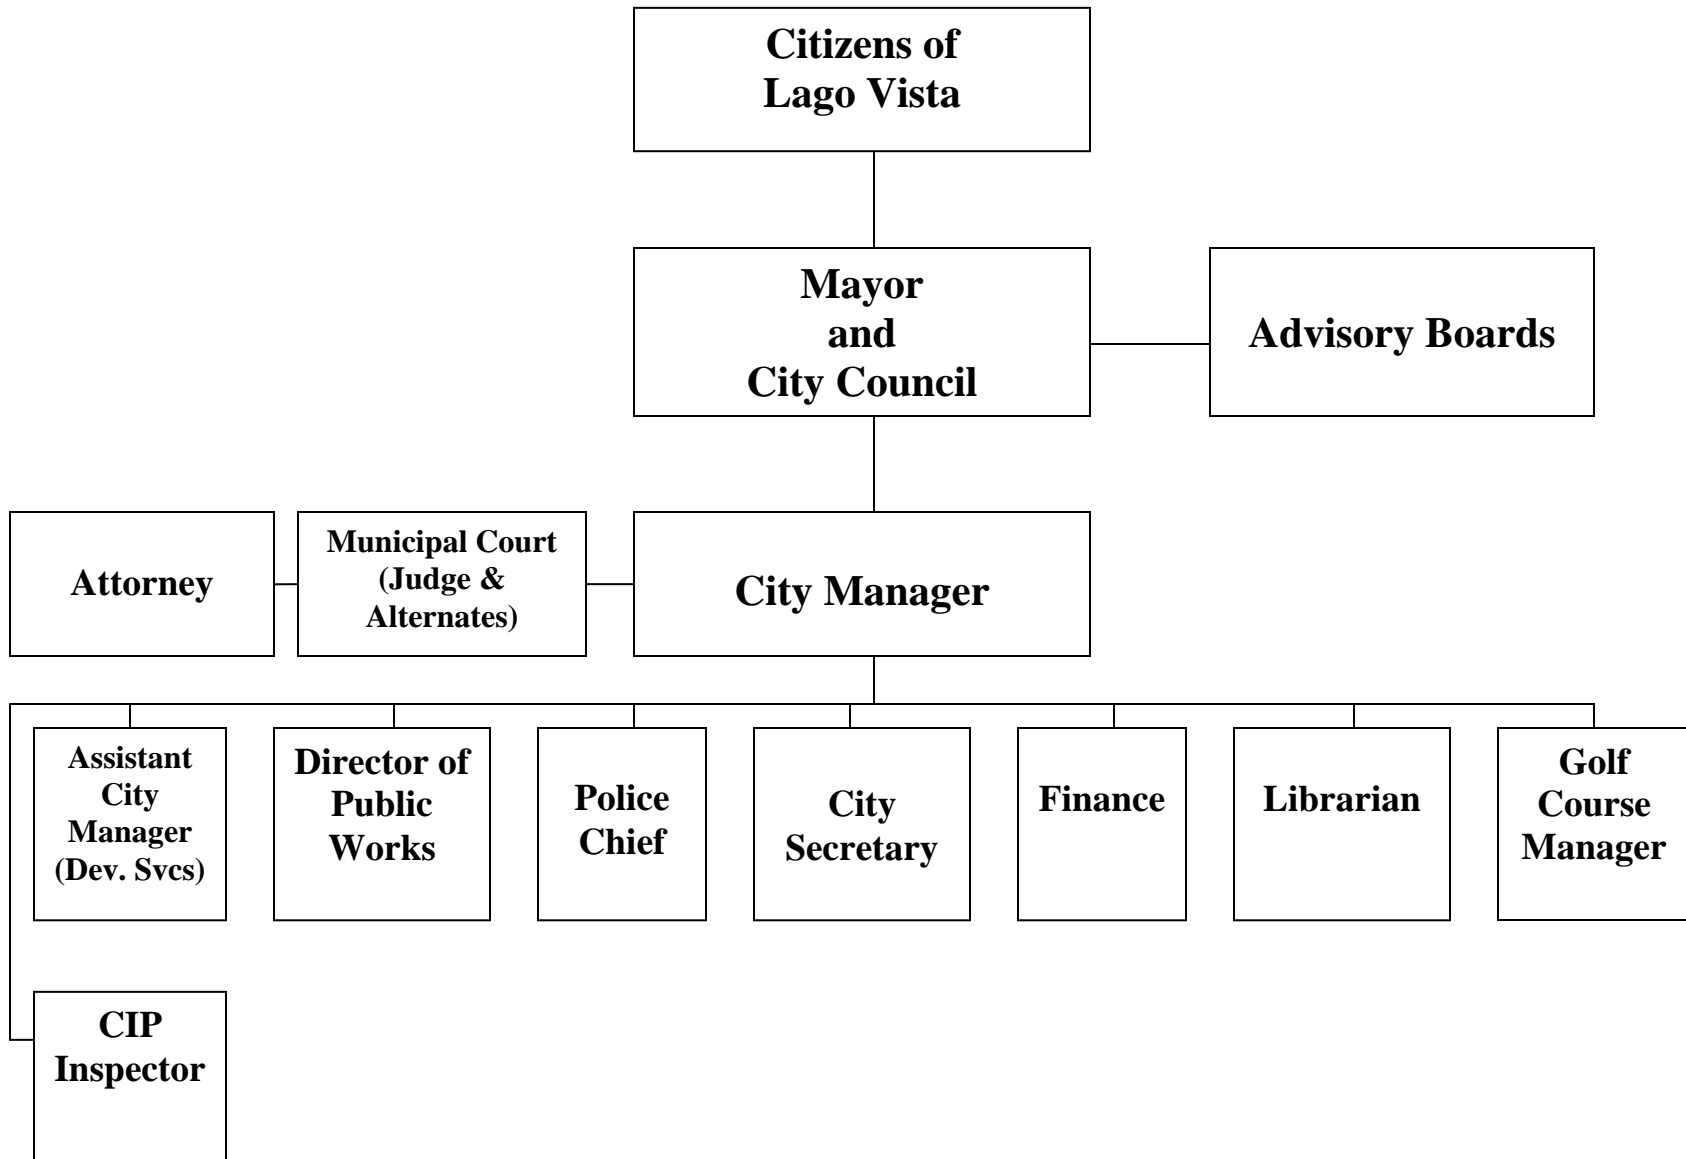 Citizens of
Lago Vista
Mayor
and
City Council
Advisory Boards
Attorney
Municipal Court
(Judge &
Alternates)
City Manager
Assistant
City
Manager
(Dev. Svcs)
Director of
Public
Works
Police
Chief
City
Secretary
Finance
Librarian
Golf
Course
Manager
CIP
Inspector